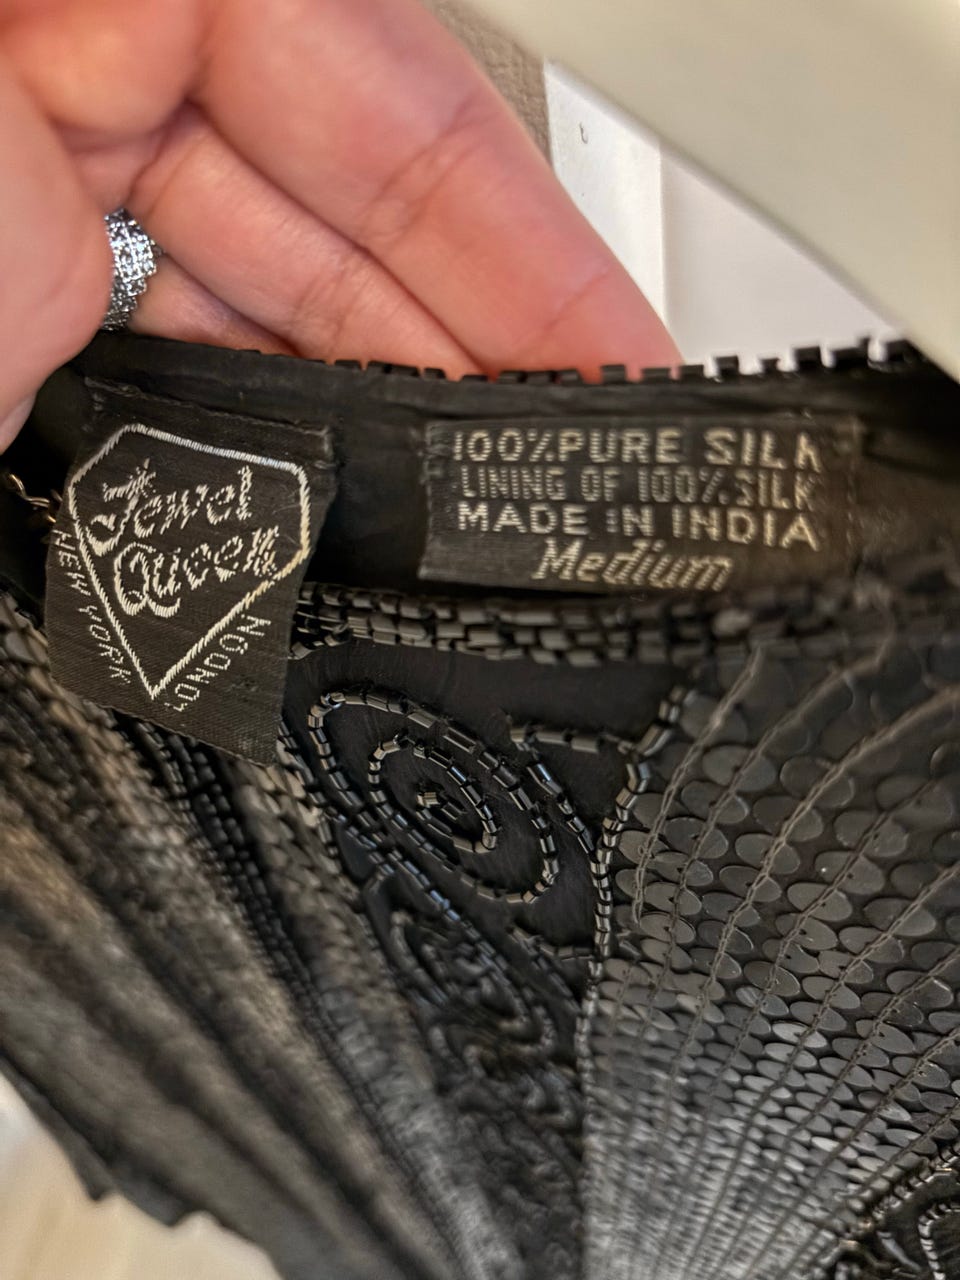 Jewel
Queen
NEW YORK
LONDON
100% PURE SILK
LINING OF 100% SILK
MADE IN INDIA
Medium